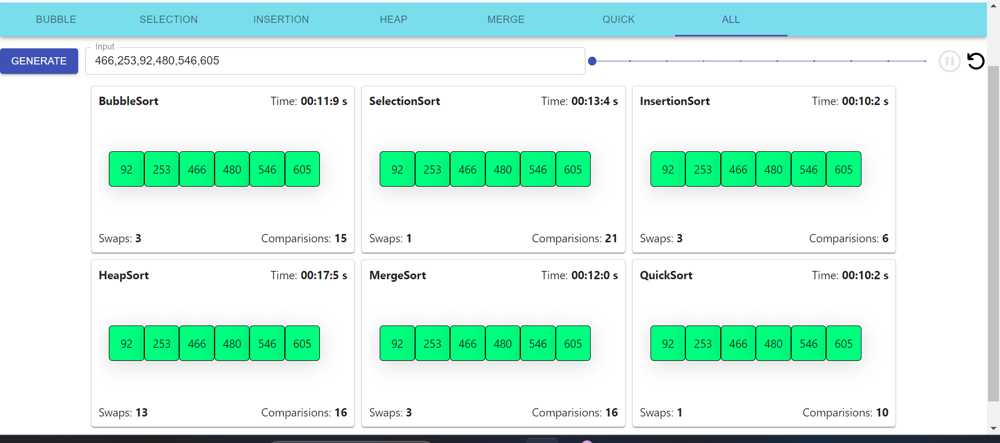 BUBBLE SELECTION INSERTION HEAP MERGE QUICK ALL
Input
GENERATE 466,253,92,480,546,605
BubbleSort Time: 00:11:9 s
92 253 466 480 546 605
Swaps: 3 Comparisions: 15
SelectionSort Time: 00:13:4 s
92 253 466 480 546 605
Swaps: 1 Comparisions: 21
InsertionSort Time: 00:10:2 s
92 253 466 480 546 605
Swaps: 3 Comparisions: 6
HeapSort Time: 00:17:5 s
92 253 466 480 546 605
Swaps: 13 Comparisions: 16
MergeSort Time: 00:12:0 s
92 253 466 480 546 605
Swaps: 3 Comparisions: 16
QuickSort Time: 00:10:2 s
92 253 466 480 546 605
Swaps: 1 Comparisions: 10